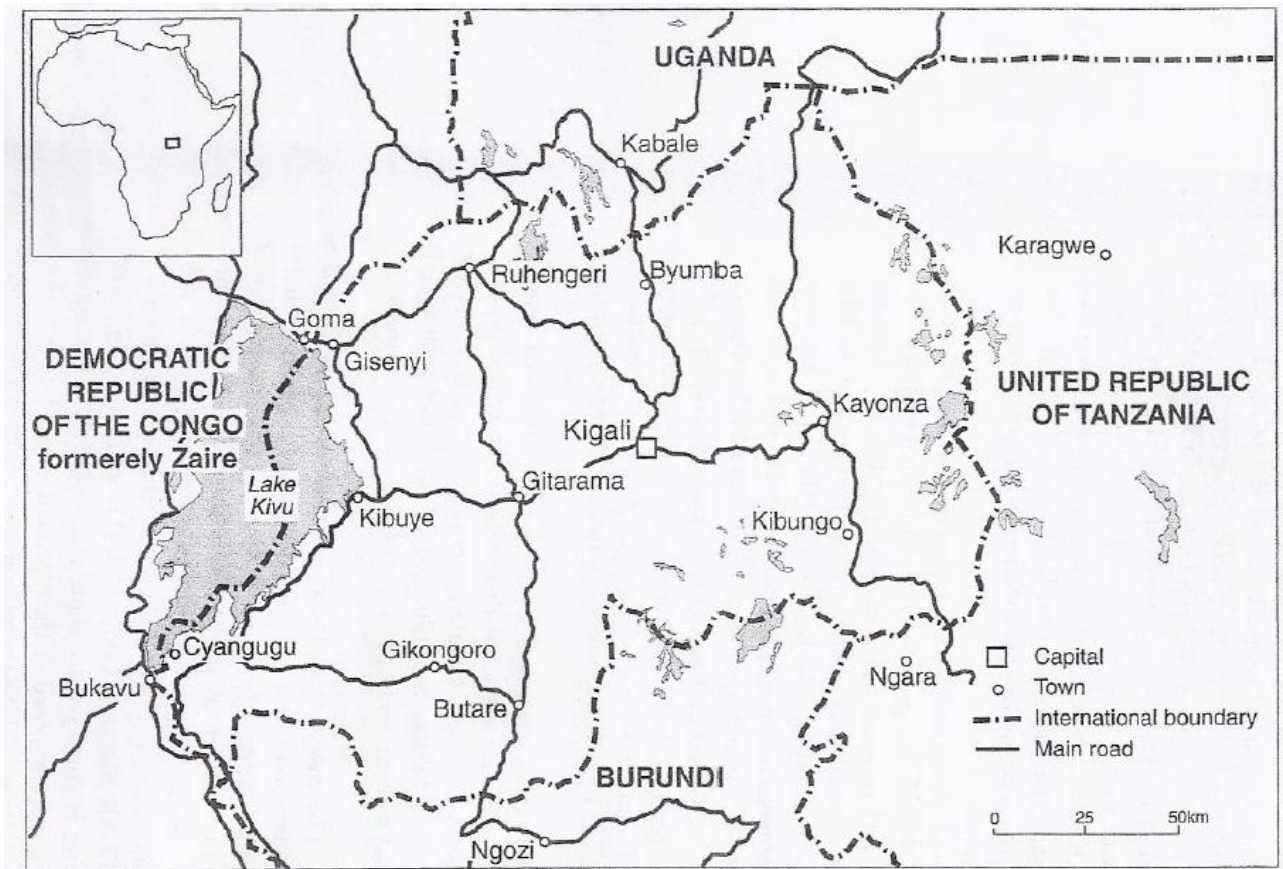 UGANDA
Kabale
Karagwe
Ruhengeri
Byumba
Goma
Gisenyi
DEMOCRATIC
REPUBLIC
OF THE CONGO
formerely Zaire
UNITED REPUBLIC
OF TANZANIA
Kayonza
Kigali
Lake
Kivu
Gitarama
Kibuye
Kibungo
Cyangugu
Gikongoro
Bukavu
Butare
Ngara
BURUNDI
Ngozi
Capital
Town
International boundary
Main road
0 25 50km